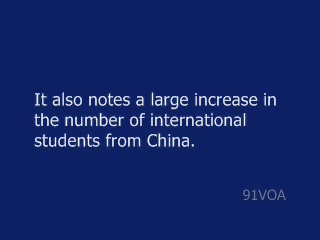 It also notes a large increase in
the number of international
students from China.
91VOA